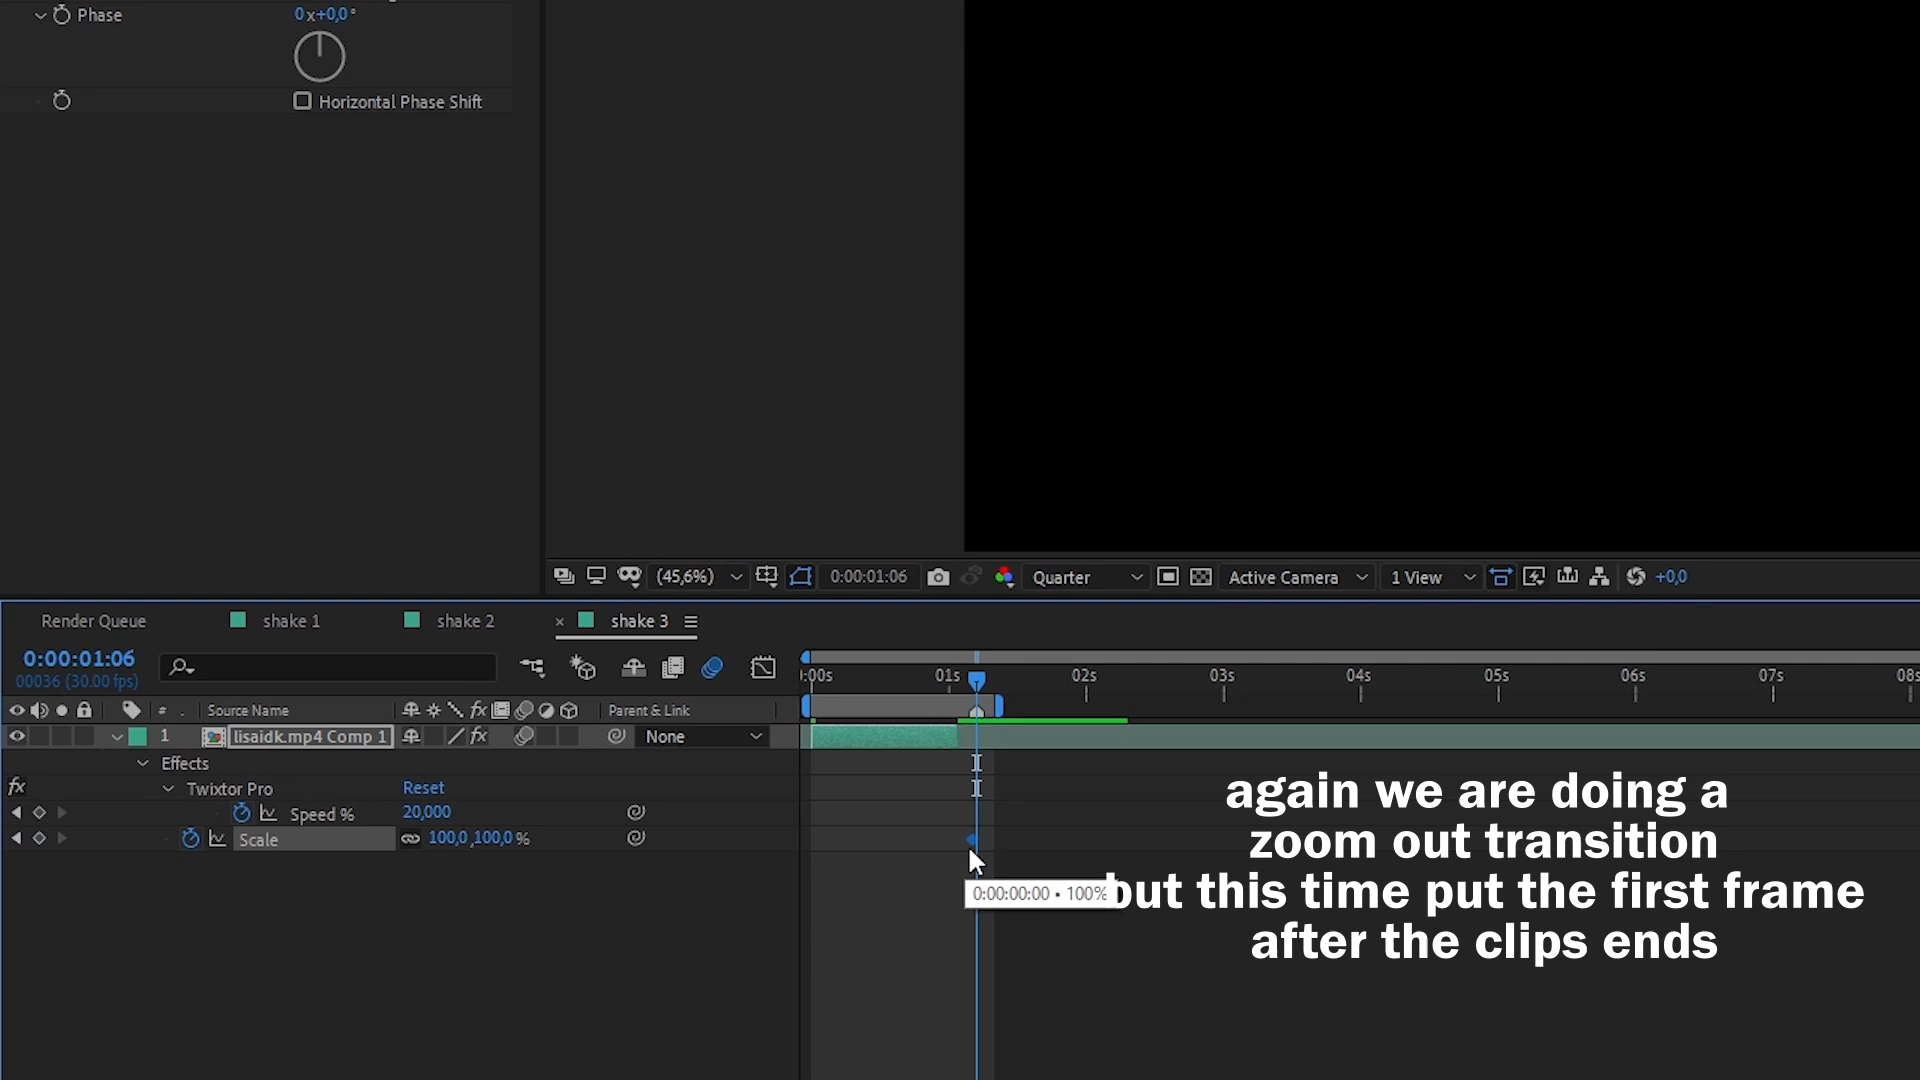 Phase
0x+0,0°
Horizontal Phase Shift
(45,6%)
0:00:01:06
Quarter
Active Camera
1 View
+0,0
Render Queue
shake 1
shake 2
× shake 3
0:00:01:06
00036 (30.00 fps)
:00s 01s 02s 03s 04s 05s 06s 07s 08s
# . Source Name
fx
Parent & Link
1 lisaidk.mp4 Comp 1
fx
None
Effects
fx Twixtor Pro Reset
Speed % 20,000
Scale 100,0,100,0%
0:00:00:00 • 100%
again we are doing a
zoom out transition
but this time put the first frame
after the clips ends